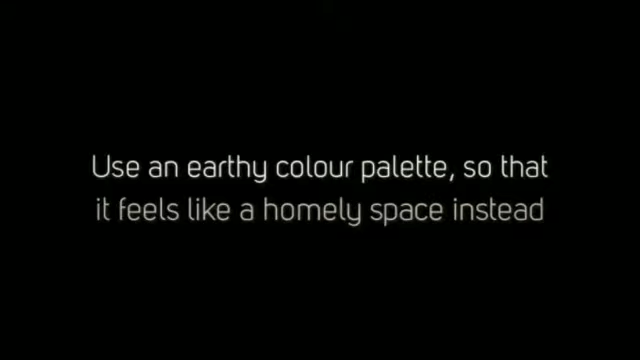 Use an earthy colour palette, so that
it feels like a homely space instead